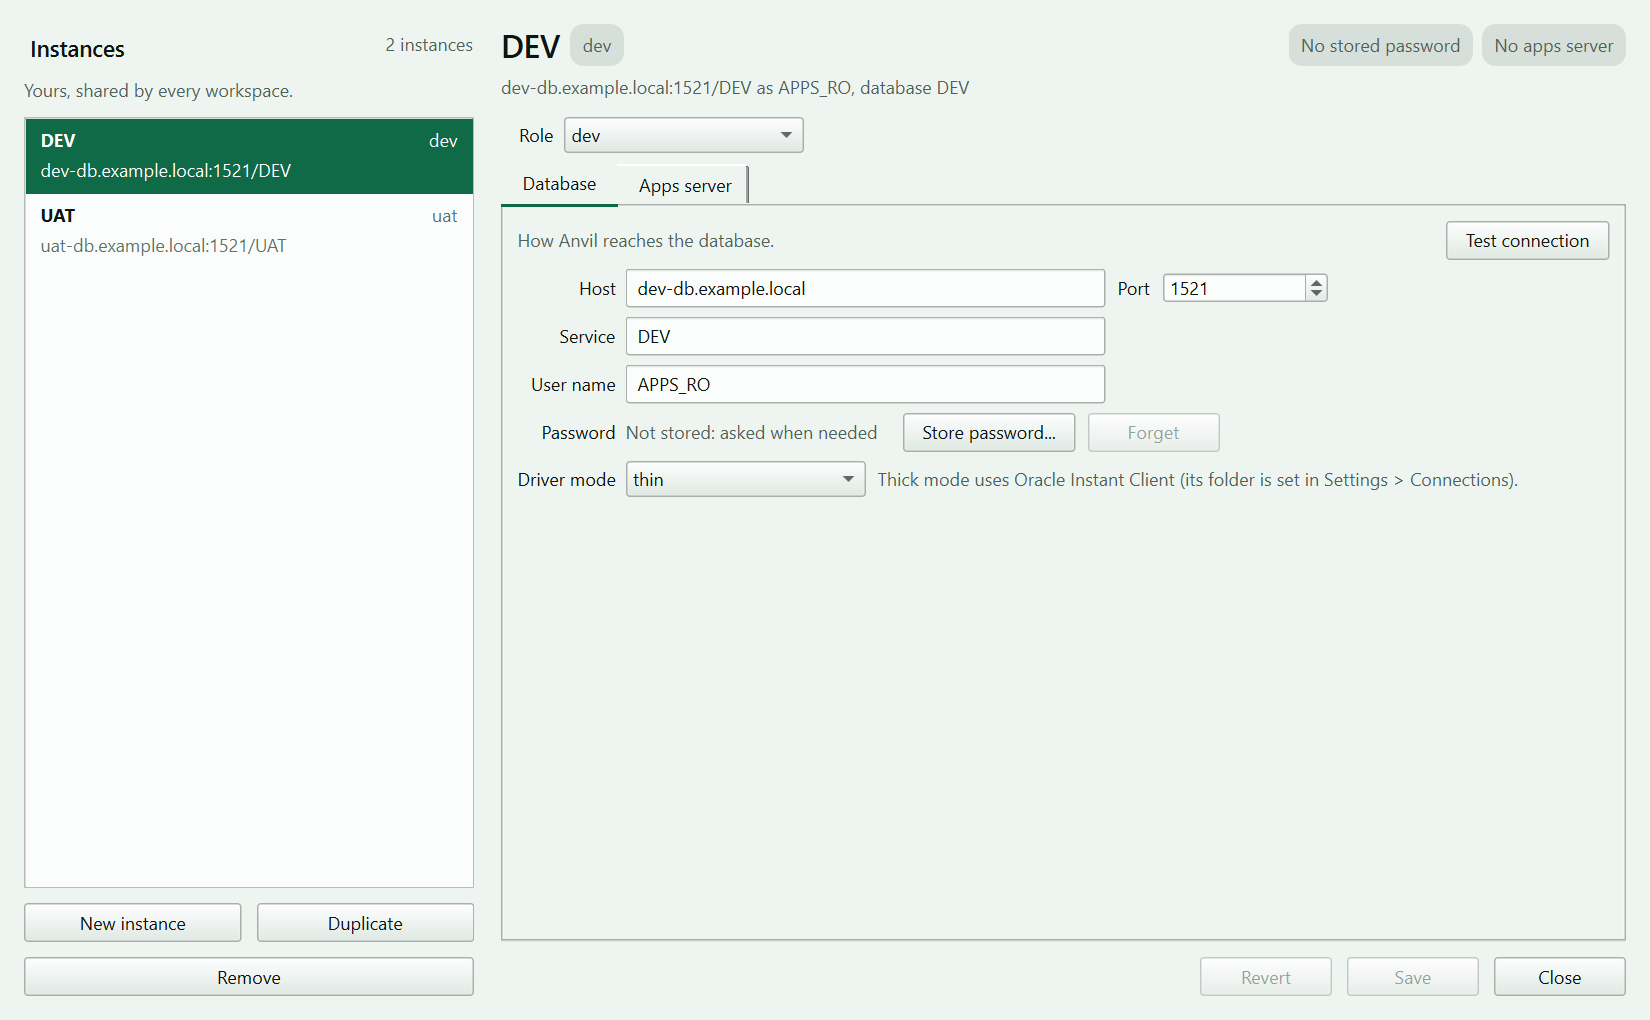 Instances
2 instances
Yours, shared by every workspace.
DEV
dev
dev-db.example.local:1521/DEV
UAT
uat
uat-db.example.local:1521/UAT
New instance
Duplicate
Remove
DEV
dev
No stored password
No apps server
dev-db.example.local:1521/DEV as APPS_RO, database DEV
Role
dev
Database
Apps server
How Anvil reaches the database.
Test connection
Host
dev-db.example.local
Port
1521
Service
DEV
User name
APPS_RO
Password
Not stored: asked when needed
Store password...
Forget
Driver mode
thin
Thick mode uses Oracle Instant Client (its folder is set in Settings > Connections).
Revert
Save
Close